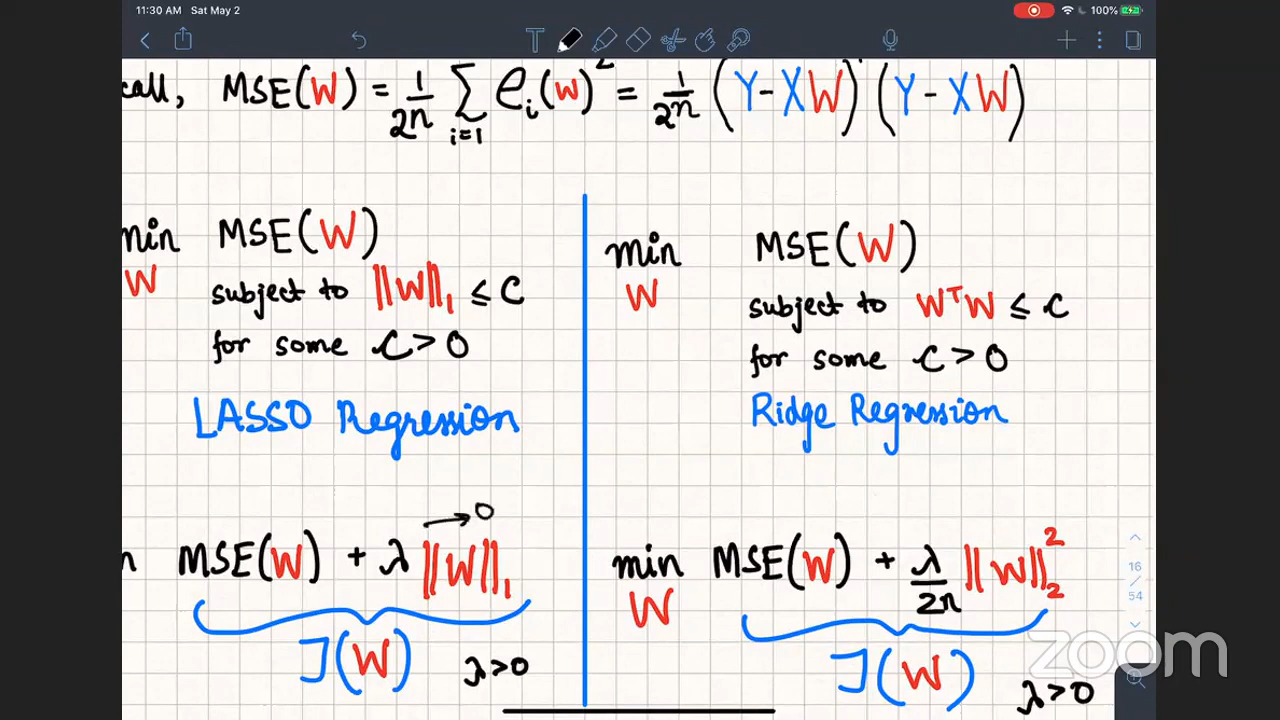 11:30 AM Sat May 2
100%
call, MSE(W) = 1/2n ∑ i=1 e_i(W)² = 1/2n (Y-XW)ᵀ (Y-XW)
min W MSE(W)
subject to ||W||₁ ≤ C
for some C > 0
LASSO Regression
MSE(W) + λ ||W||₁ → 0
J(W) λ>0
min W MSE(W)
subject to WᵀW ≤ C
for some C > 0
Ridge Regression
min W MSE(W) + λ/2n ||W||₂²
J(W) λ>0
16 / 54
zoom